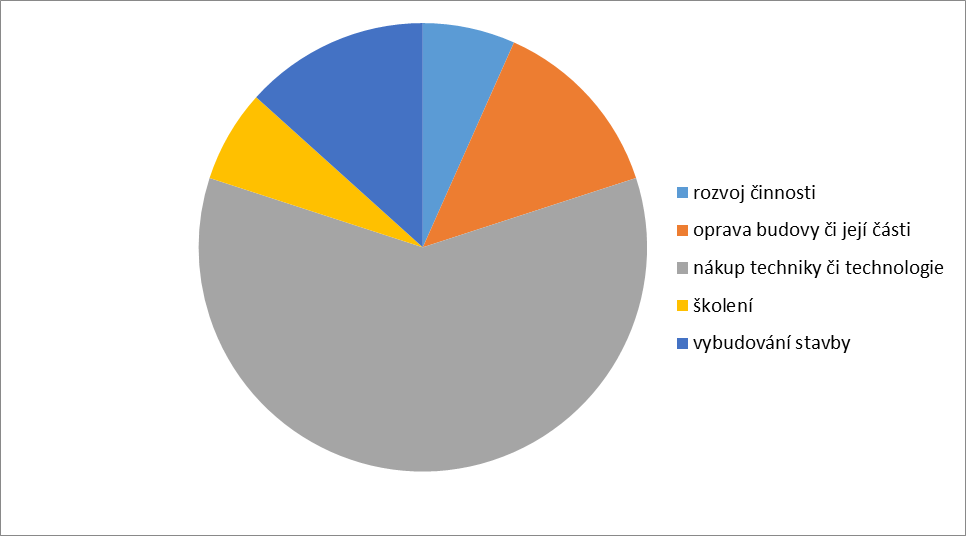 rozvoj činnosti
oprava budovy či její části
nákup techniky či technologie
školení
vybudování stavby